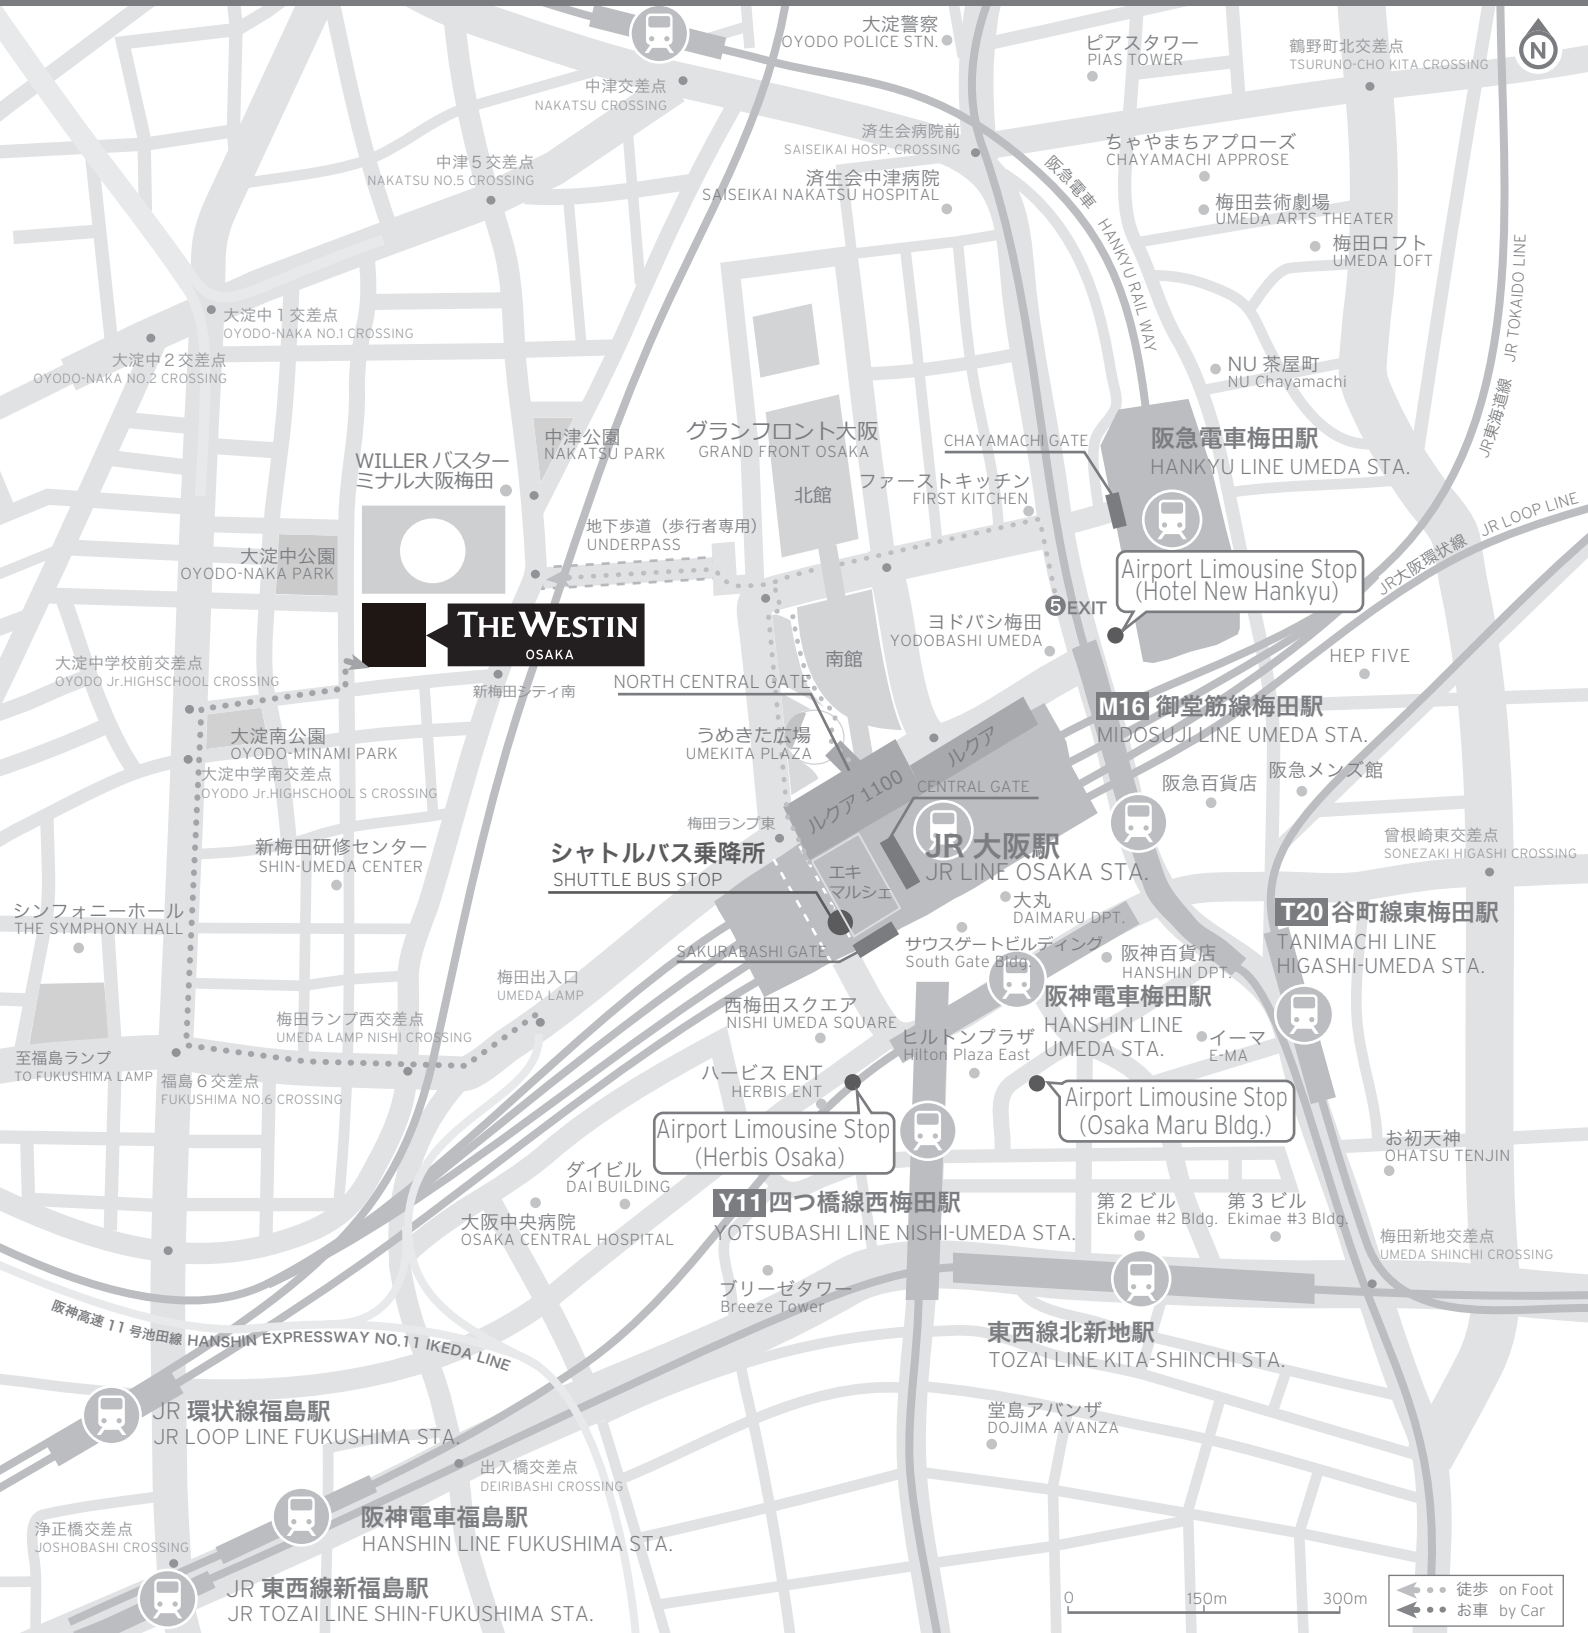 大淀警察
OYODO POLICE STN.
ピアスタワー
PIAS TOWER
鶴野町北交差点
TSURUNO-CHO KITA CROSSING
N
中津交差点
NAKATSU CROSSING
済生会病院前
SAISEIKAI HOSP. CROSSING
ちゃやまちアプローズ
CHAYAMACHI APPROSE
中津5交差点
NAKATSU NO.5 CROSSING
済生会中津病院
SAISEIKAI NAKATSU HOSPITAL
阪急電車 HANKYU RAIL WAY
梅田芸術劇場
UMEDA ARTS THEATER
梅田ロフト
UMEDA LOFT
JR東海道線 JR TOKAIDO LINE
大淀中1交差点
OYODO-NAKA NO.1 CROSSING
大淀中2交差点
OYODO-NAKA NO.2 CROSSING
NU 茶屋町
NU Chayamachi
中津公園
NAKATSU PARK
グランフロント大阪
GRAND FRONT OSAKA
CHAYAMACHI GATE
阪急電車梅田駅
HANKYU LINE UMEDA STA.
WILLER バスター
ミナル大阪梅田
北館
ファーストキッチン
FIRST KITCHEN
地下歩道（歩行者専用）
UNDERPASS
JR大阪環状線 JR LOOP LINE
大淀中公園
OYODO-NAKA PARK
Airport Limousine Stop
(Hotel New Hankyu)
5 EXIT
THE WESTIN
OSAKA
ヨドバシ梅田
YODOBASHI UMEDA
南館
HEP FIVE
大淀中学校前交差点
OYODO Jr.HIGHSCHOOL CROSSING
新梅田シティ南
NORTH CENTRAL GATE
M16 御堂筋線梅田駅
MIDOSUJI LINE UMEDA STA.
大淀南公園
OYODO-MINAMI PARK
うめきた広場
UMEKITA PLAZA
ルクア
大淀中学南交差点
OYODO Jr.HIGHSCHOOL S CROSSING
ルクア 1100
CENTRAL GATE
阪急百貨店
阪急メンズ館
梅田ランプ東
新梅田研修センター
SHIN-UMEDA CENTER
シャトルバス乗降所
SHUTTLE BUS STOP
エキ
マルシェ
JR 大阪駅
JR LINE OSAKA STA.
曾根崎東交差点
SONEZAKI HIGASHI CROSSING
シンフォニーホール
THE SYMPHONY HALL
大丸
DAIMARU DPT.
T20 谷町線東梅田駅
TANIMACHI LINE
HIGASHI-UMEDA STA.
SAKURABASHI GATE
サウスゲートビルディング
South Gate Bldg.
阪神百貨店
HANSHIN DPT.
梅田出入口
UMEDA LAMP
西梅田スクエア
NISHI UMEDA SQUARE
阪神電車梅田駅
HANSHIN LINE
UMEDA STA.
梅田ランプ西交差点
UMEDA LAMP NISHI CROSSING
ヒルトンプラザ
Hilton Plaza East
イーマ
E-MA
至福島ランプ
TO FUKUSHIMA LAMP
福島6交差点
FUKUSHIMA NO.6 CROSSING
ハービス ENT
HERBIS ENT
Airport Limousine Stop
(Osaka Maru Bldg.)
Airport Limousine Stop
(Herbis Osaka)
お初天神
OHATSU TENJIN
ダイビル
DAI BUILDING
大阪中央病院
OSAKA CENTRAL HOSPITAL
Y11 四つ橋線西梅田駅
YOTSUBASHI LINE NISHI-UMEDA STA.
第2ビル
Ekimae #2 Bldg.
第3ビル
Ekimae #3 Bldg.
梅田新地交差点
UMEDA SHINCHI CROSSING
ブリーゼタワー
Breeze Tower
阪神高速 11 号池田線 HANSHIN EXPRESSWAY NO.11 IKEDA LINE
東西線北新地駅
TOZAI LINE KITA-SHINCHI STA.
JR 環状線福島駅
JR LOOP LINE FUKUSHIMA STA.
堂島アバンザ
DOJIMA AVANZA
出入橋交差点
DEIRIBASHI CROSSING
阪神電車福島駅
HANSHIN LINE FUKUSHIMA STA.
浄正橋交差点
JOSHOBASHI CROSSING
JR 東西線新福島駅
JR TOZAI LINE SHIN-FUKUSHIMA STA.
0 150m 300m
徒歩 on Foot
お車 by Car